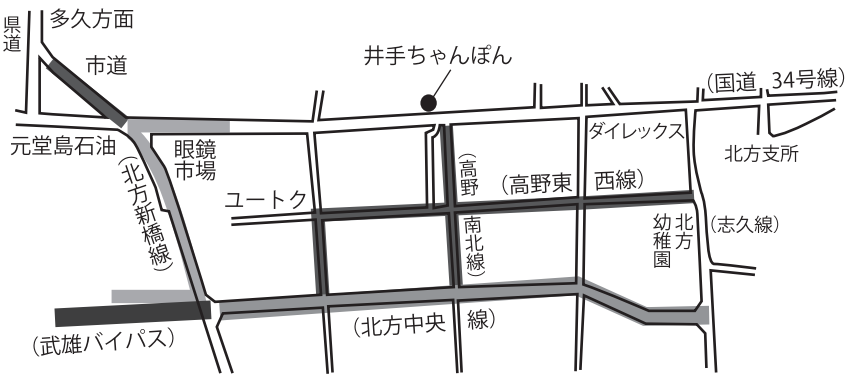 県道
多久方面
市道
井手ちゃんぽん
(国道 34号線)
元堂島石油
眼鏡
市場
ダイレックス
北方支所
(北方新橋線)
ユートク
(高野南北線)
(高野東西線)
北方
幼稚園
(志久線)
(北方中央線)
(武雄バイパス)